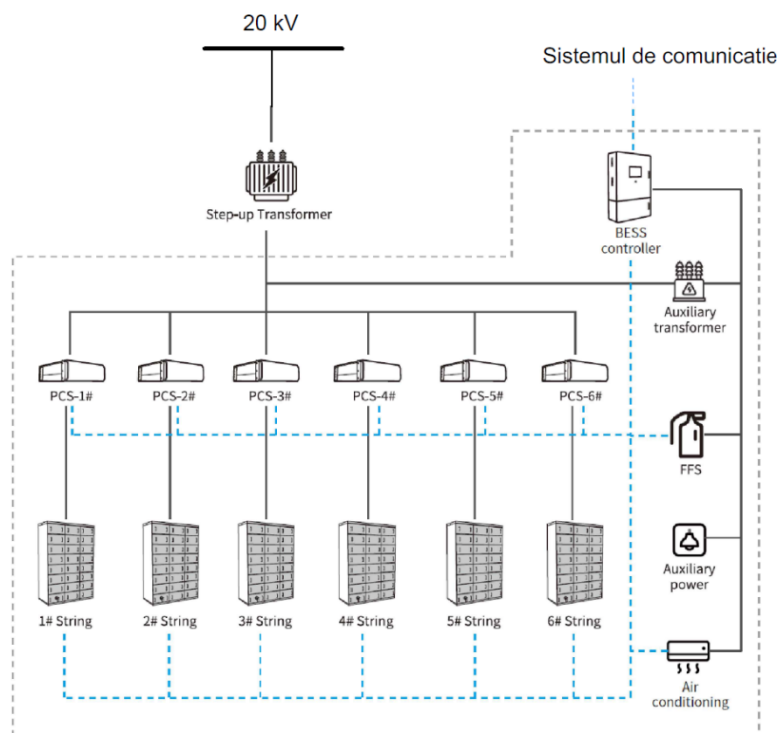 20 kV
Sistemul de comunicatie
Step-up Transformer
BESS
controller
Auxiliary
transformer
PCS-1#
PCS-2#
PCS-3#
PCS-4#
PCS-5#
PCS-6#
FFS
Auxiliary
power
1# String
2# String
3# String
4# String
5# String
6# String
Air
conditioning